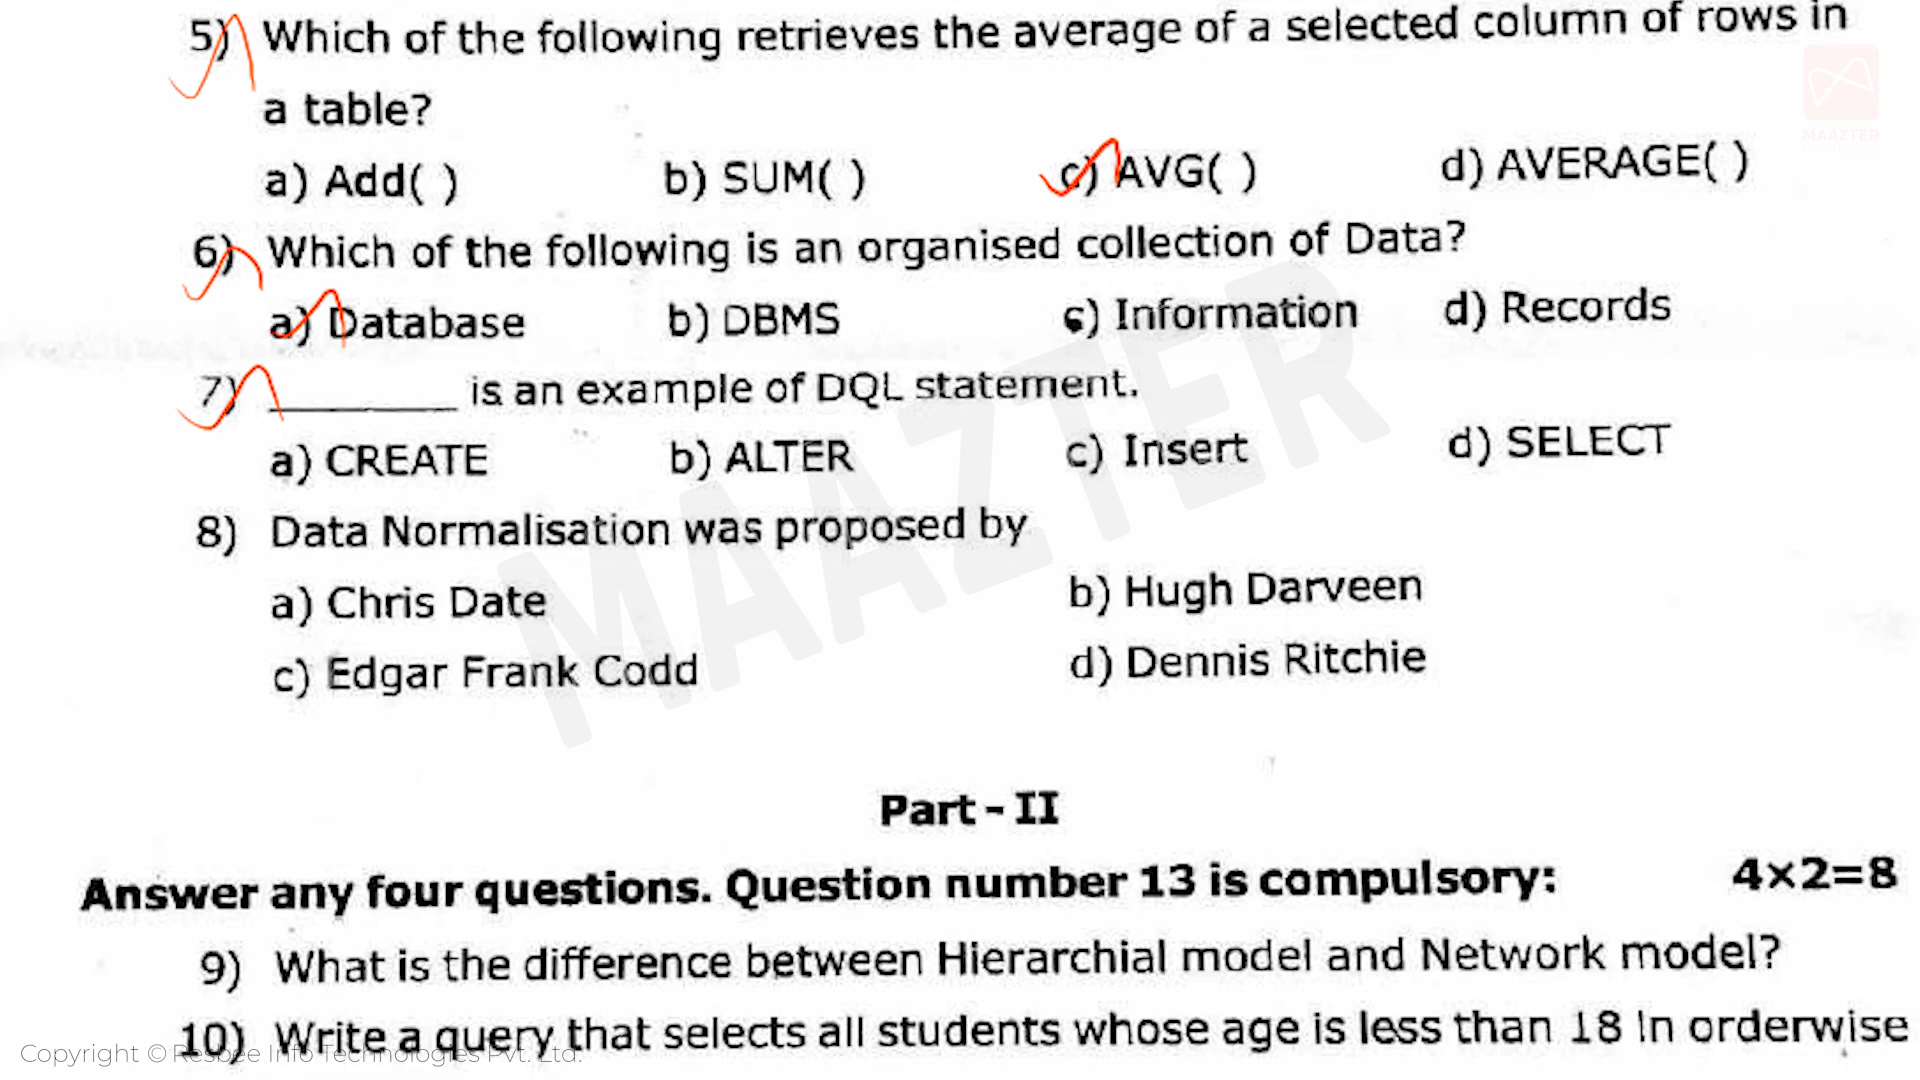 5) Which of the following retrieves the average of a selected column of rows in
a table?
a) Add( ) b) SUM( ) c) AVG( ) d) AVERAGE( )
6) Which of the following is an organised collection of Data?
a) Database b) DBMS c) Information d) Records
7) ________ is an example of DQL statement.
a) CREATE b) ALTER c) Insert d) SELECT
8) Data Normalisation was proposed by
a) Chris Date b) Hugh Darveen
c) Edgar Frank Codd d) Dennis Ritchie
Part - II
Answer any four questions. Question number 13 is compulsory: 4×2=8
9) What is the difference between Hierarchial model and Network model?
10) Write a query that selects all students whose age is less than 18 in orderwise
Copyright © Resbee Info Technologies Pvt. Ltd.
MAAZTER
MAAZTER